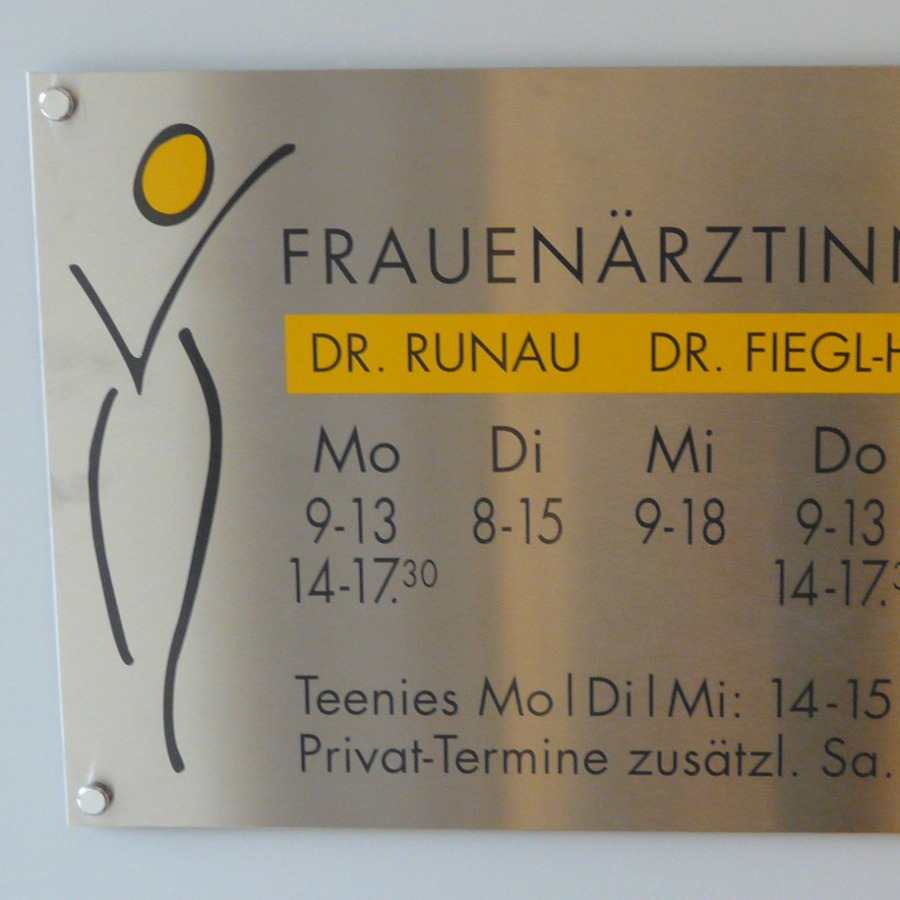 FRAUENÄRZTINN
DR. RUNAU DR. FIEGL-H
Mo Di Mi Do
9-13 8-15 9-18 9-13
14-17.30 14-17.3
Teenies Mo|Di|Mi: 14-15
Privat-Termine zusätzl. Sa.